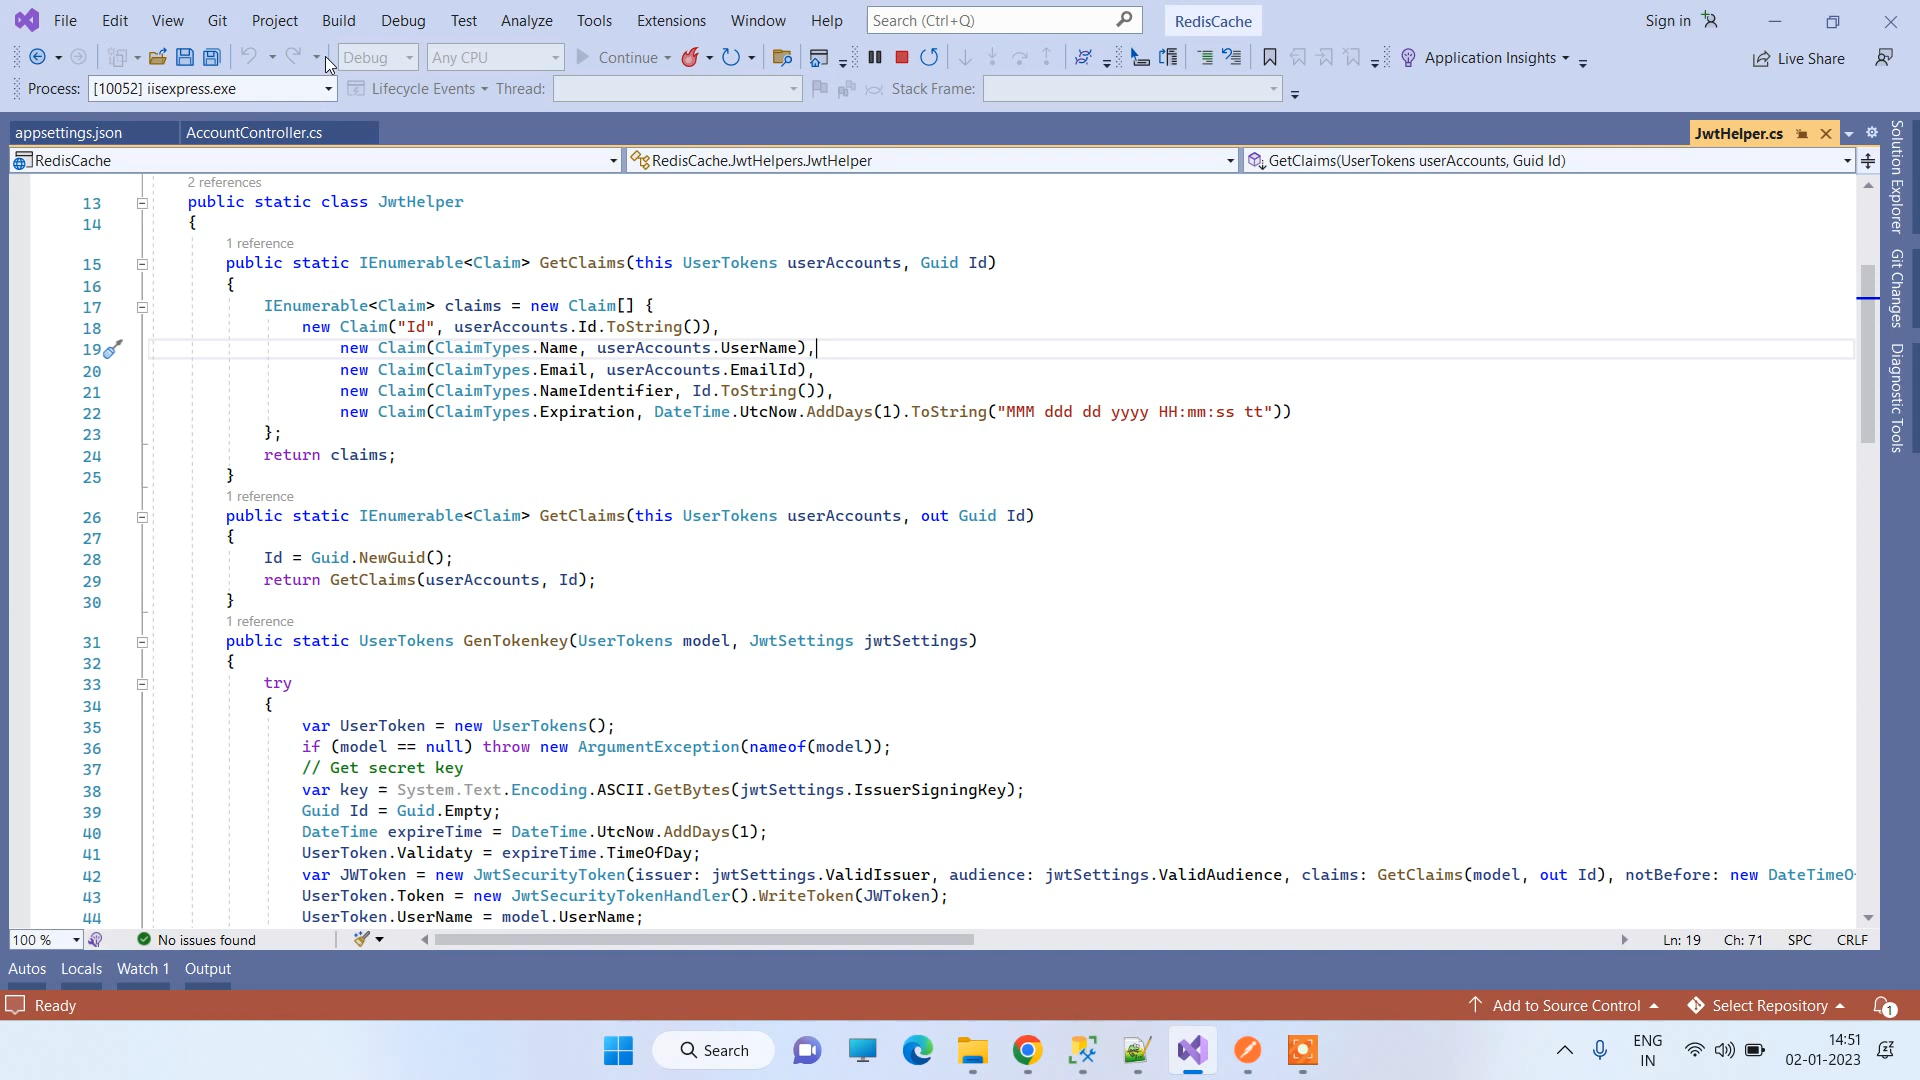 File Edit View Git Project Build Debug Test Analyze Tools Extensions Window Help Search (Ctrl+Q) RedisCache Sign in
Debug Any CPU Continue Application Insights Live Share
Process: [10052] iisexpress.exe Lifecycle Events Thread: Stack Frame:
appsettings.json AccountController.cs JwtHelper.cs
RedisCache RedisCache.JwtHelpers.JwtHelper GetClaims(UserTokens userAccounts, Guid Id)
2 references
13 public static class JwtHelper
14 {
1 reference
15 public static IEnumerable<Claim> GetClaims(this UserTokens userAccounts, Guid Id)
16 {
17 IEnumerable<Claim> claims = new Claim[] {
18 new Claim("Id", userAccounts.Id.ToString()),
19 new Claim(ClaimTypes.Name, userAccounts.UserName),
20 new Claim(ClaimTypes.Email, userAccounts.EmailId),
21 new Claim(ClaimTypes.NameIdentifier, Id.ToString()),
22 new Claim(ClaimTypes.Expiration, DateTime.UtcNow.AddDays(1).ToString("MMM ddd dd yyyy HH:mm:ss tt"))
23 };
24 return claims;
25 }
1 reference
26 public static IEnumerable<Claim> GetClaims(this UserTokens userAccounts, out Guid Id)
27 {
28 Id = Guid.NewGuid();
29 return GetClaims(userAccounts, Id);
30 }
1 reference
31 public static UserTokens GenTokenkey(UserTokens model, JwtSettings jwtSettings)
32 {
33 try
34 {
35 var UserToken = new UserTokens();
36 if (model == null) throw new ArgumentException(nameof(model));
37 // Get secret key
38 var key = System.Text.Encoding.ASCII.GetBytes(jwtSettings.IssuerSigningKey);
39 Guid Id = Guid.Empty;
40 DateTime expireTime = DateTime.UtcNow.AddDays(1);
41 UserToken.Validaty = expireTime.TimeOfDay;
42 var JWToken = new JwtSecurityToken(issuer: jwtSettings.ValidIssuer, audience: jwtSettings.ValidAudience, claims: GetClaims(model, out Id), notBefore: new DateTimeO
43 UserToken.Token = new JwtSecurityTokenHandler().WriteToken(JWToken);
44 UserToken.UserName = model.UserName;
Solution Explorer
Git Changes
Diagnostic Tools
100 % No issues found Ln: 19 Ch: 71 SPC CRLF
Autos Locals Watch 1 Output
Ready Add to Source Control Select Repository 1
Search ENG 14:51
IN 02-01-2023